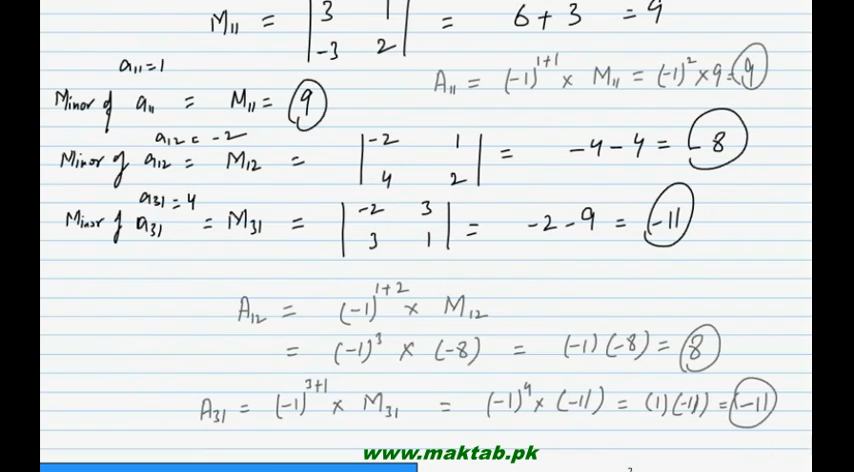 M₁₁ = | 3 1 | = 6 + 3 = 9
| -3 2 |
a₁₁ = 1
A₁₁ = (-1)¹⁺¹ × M₁₁ = (-1)² × 9 = 9
Minor of a₁₁ = M₁₁ = 9
a₁₂ = -2
Minor of a₁₂ = M₁₂ = | -2 1 | = -4 - 4 = -8
| 4 2 |
a₃₁ = 4
Minor of a₃₁ = M₃₁ = | -2 3 | = -2 - 9 = -11
| 3 1 |
A₁₂ = (-1)¹⁺² × M₁₂
= (-1)³ × (-8) = (-1)(-8) = 8
A₃₁ = (-1)³⁺¹ × M₃₁ = (-1)⁴ × (-11) = (1)(-11) = -11
www.maktab.pk